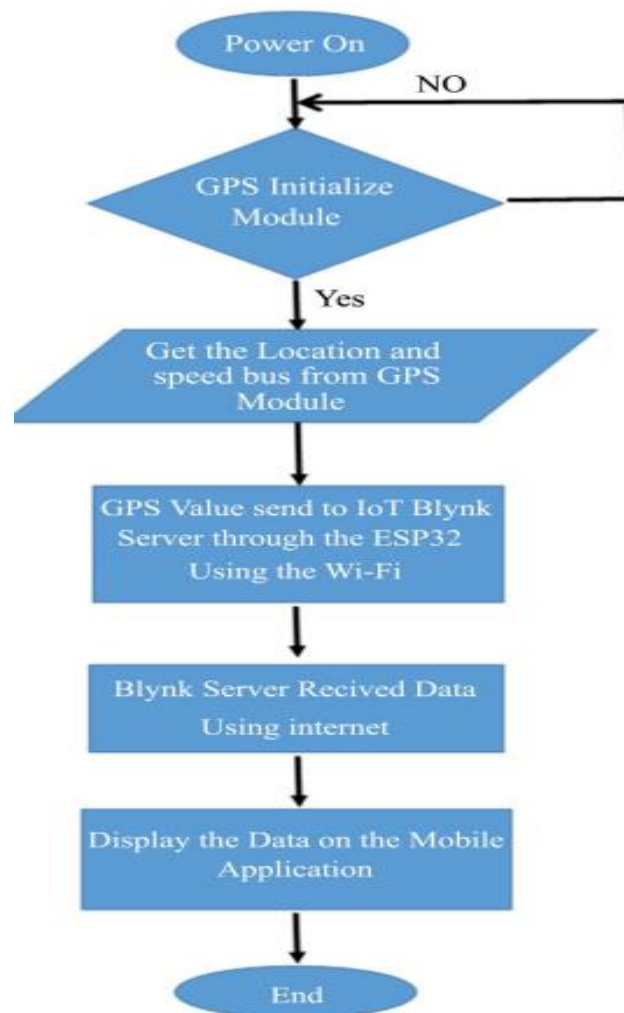 Power On
NO
GPS Initialize
Module
Yes
Get the Location and
speed bus from GPS
Module
GPS Value send to IoT Blynk
Server through the ESP32
Using the Wi-Fi
Blynk Server Recived Data
Using internet
Display the Data on the Mobile
Application
End